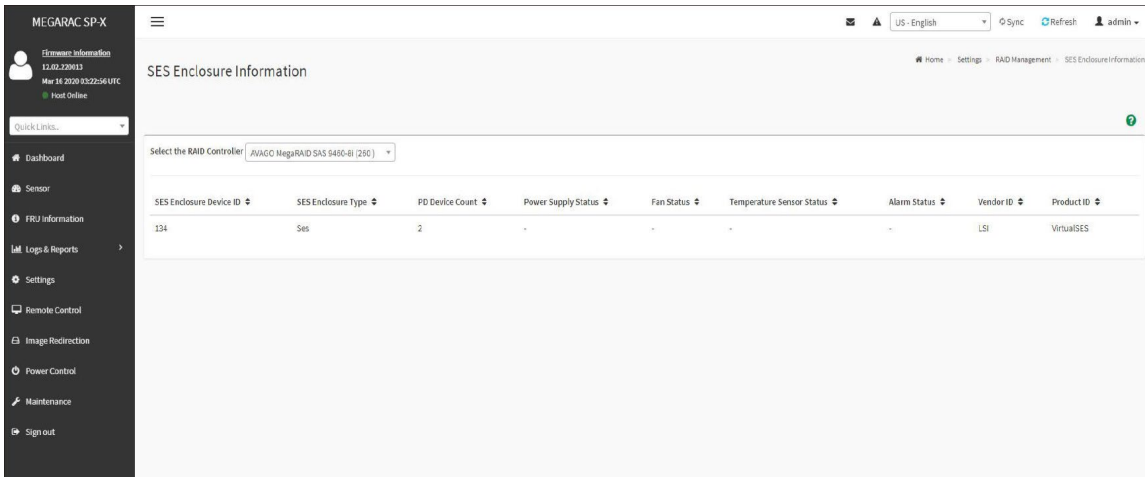 MEGARAC SP-X
US - English Sync Refresh admin
Firmware Information
12.02.220013
Mar 16 2020 03:22:56 UTC
Host Online
Quick Links..
Dashboard
Sensor
FRU Information
Logs & Reports
Settings
Remote Control
Image Redirection
Power Control
Maintenance
Sign out
SES Enclosure Information
Home > Settings > RAID Management > SES Enclosure Information
Select the RAID Controller AVAGO MegaRAID SAS 9460-8i (260 )
SES Enclosure Device ID SES Enclosure Type PD Device Count Power Supply Status Fan Status Temperature Sensor Status Alarm Status Vendor ID Product ID
134 Ses 2 - - - - LSI VirtualSES